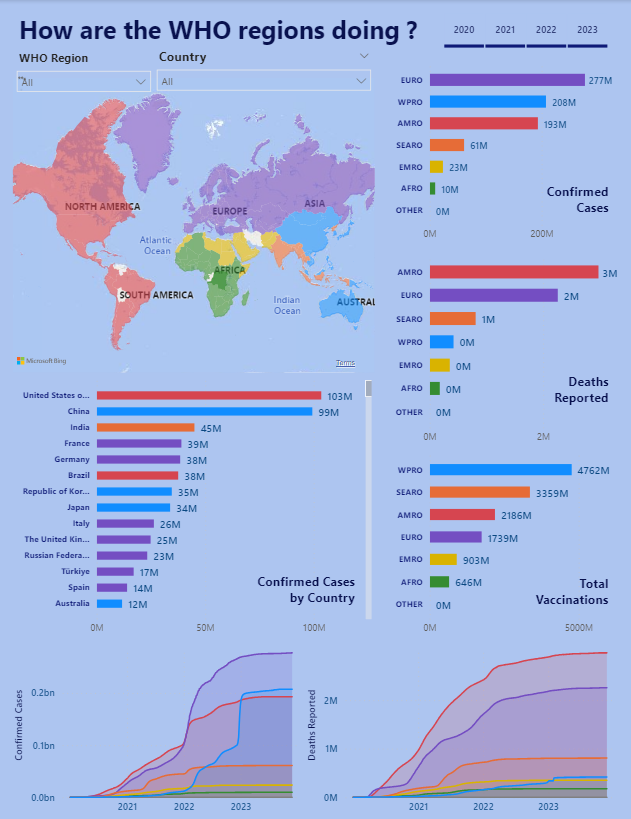 How are the WHO regions doing ?
2020 2021 2022 2023
WHO Region
Country
All
All
NORTH AMERICA
EUROPE
ASIA
Atlantic
Ocean
AFRICA
SOUTH AMERICA
Indian
Ocean
AUSTRAL
Microsoft Bing
Terms
EURO 277M
WPRO 208M
AMRO 193M
SEARO 61M
EMRO 23M
AFRO 10M
OTHER 0M
Confirmed
Cases
0M 200M
AMRO 3M
EURO 2M
SEARO 1M
WPRO 0M
EMRO 0M
AFRO 0M
OTHER 0M
Deaths
Reported
0M 2M
United States o... 103M
China 99M
India 45M
France 39M
Germany 38M
Brazil 38M
Republic of Kor... 35M
Japan 34M
Italy 26M
The United Kin... 25M
Russian Federa... 23M
Türkiye 17M
Spain 14M
Australia 12M
Confirmed Cases
by Country
0M 50M 100M
WPRO 4762M
SEARO 3359M
AMRO 2186M
EURO 1739M
EMRO 903M
AFRO 646M
OTHER 0M
Total
Vaccinations
0M 5000M
Confirmed Cases
0.2bn
0.1bn
0.0bn
2021 2022 2023
Deaths Reported
2M
1M
0M
2021 2022 2023